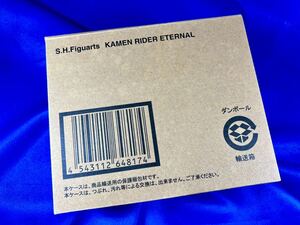 S.H.Figuarts KAMEN RIDER ETERNAL
ダンボール
輸送箱
4 543112 648174
本ケースは、商品輸送用の保護梱包材です。
本ケースは、つぶれ、汚れ等による交換は、出来ません。ご了承ください。